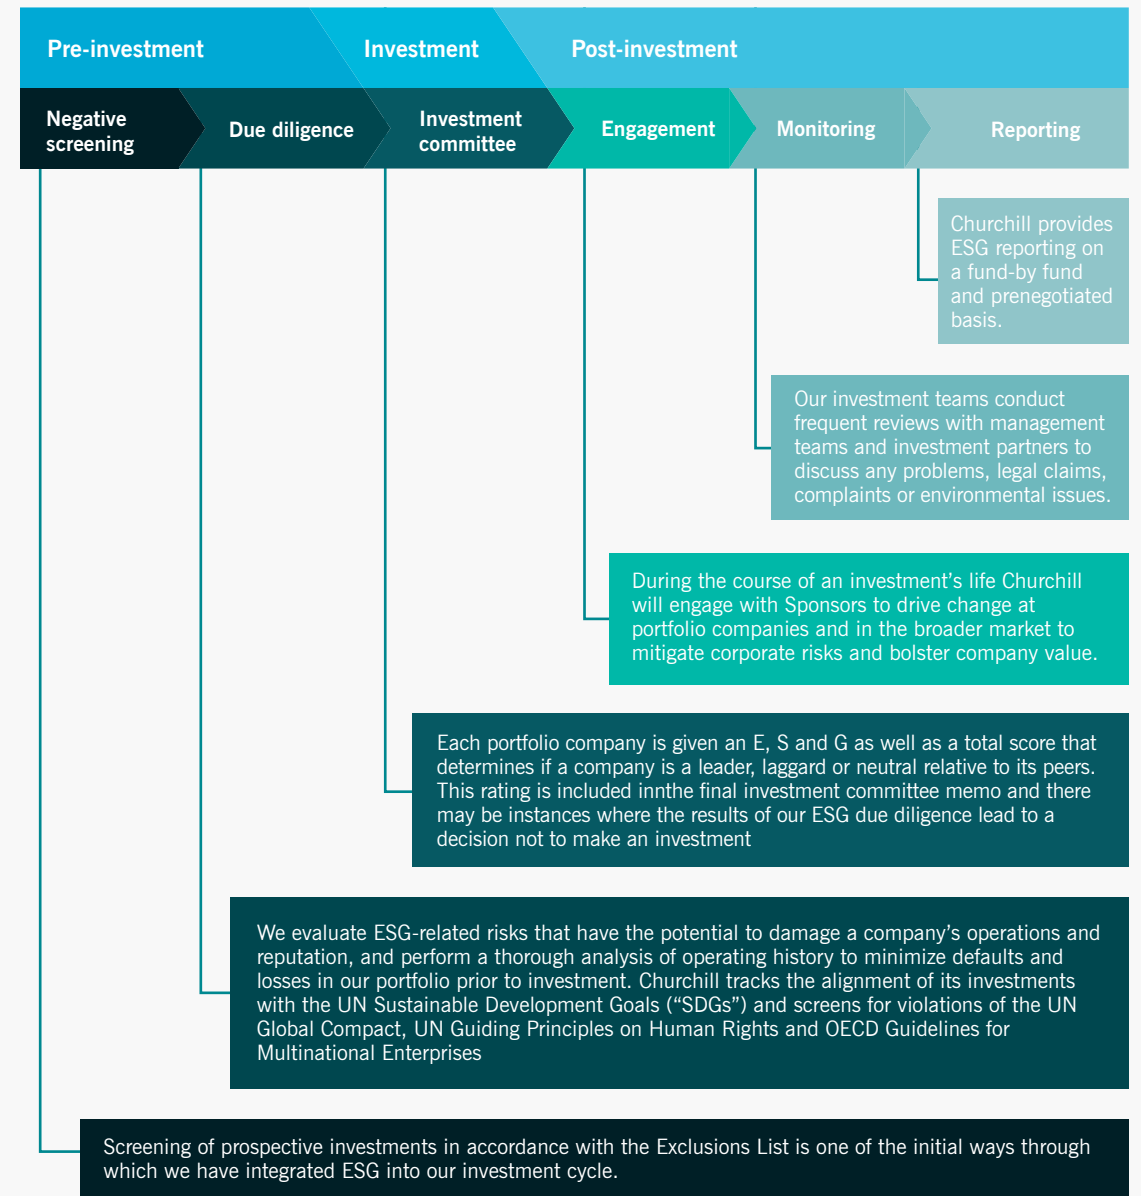 Pre-investment
Investment
Post-investment
Negative
screening
Due diligence
Investment
committee
Engagement
Monitoring
Reporting
Churchill provides
ESG reporting on
a fund-by fund
and prenegotiated
basis.
Our investment teams conduct
frequent reviews with management
teams and investment partners to
discuss any problems, legal claims,
complaints or environmental issues.
During the course of an investment’s life Churchill
will engage with Sponsors to drive change at
portfolio companies and in the broader market to
mitigate corporate risks and bolster company value.
Each portfolio company is given an E, S and G as well as a total score that
determines if a company is a leader, laggard or neutral relative to its peers.
This rating is included innthe final investment committee memo and there
may be instances where the results of our ESG due diligence lead to a
decision not to make an investment
We evaluate ESG-related risks that have the potential to damage a company’s operations and
reputation, and perform a thorough analysis of operating history to minimize defaults and
losses in our portfolio prior to investment. Churchill tracks the alignment of its investments
with the UN Sustainable Development Goals (“SDGs”) and screens for violations of the UN
Global Compact, UN Guiding Principles on Human Rights and OECD Guidelines for
Multinational Enterprises
Screening of prospective investments in accordance with the Exclusions List is one of the initial ways through
which we have integrated ESG into our investment cycle.